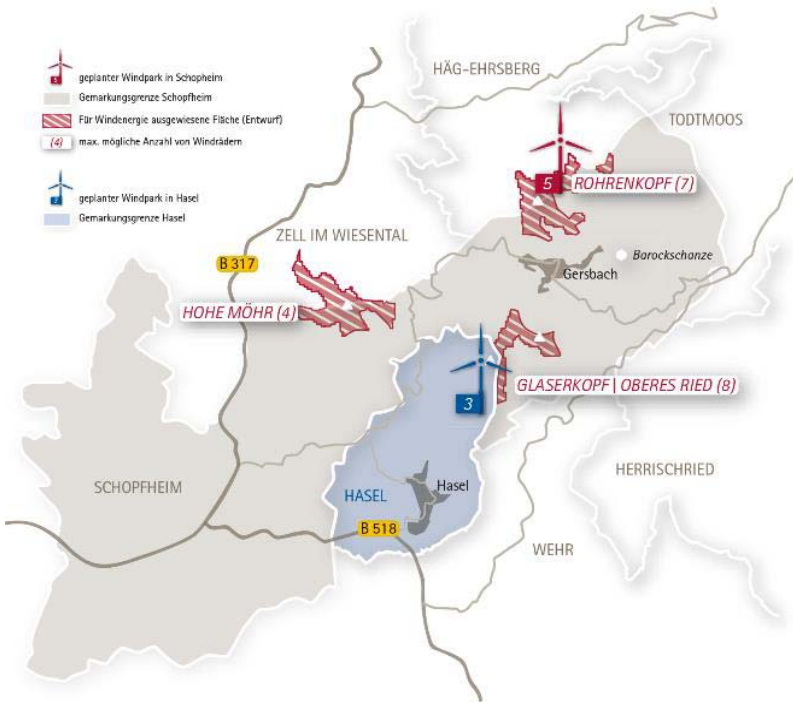 5
geplanter Windpark in Schopheim
Gemarkungsgrenze Schopfheim
Für Windenergie ausgewiesene Fläche (Entwurf)
(4) max. mögliche Anzahl von Windrädern
geplanter Windpark in Hasel
Gemarkungsgrenze Hasel
HÄG-EHRSBERG
TODTMOOS
5 ROHRENKOPF (7)
ZELL IM WIESENTAL
B 317
Barockschanze
Gersbach
HOHE MÖHR (4)
GLASERKOPF | OBERES RIED (8)
3
HERRISCHRIED
SCHOPFHEIM
HASEL
Hasel
B 518
WEHR